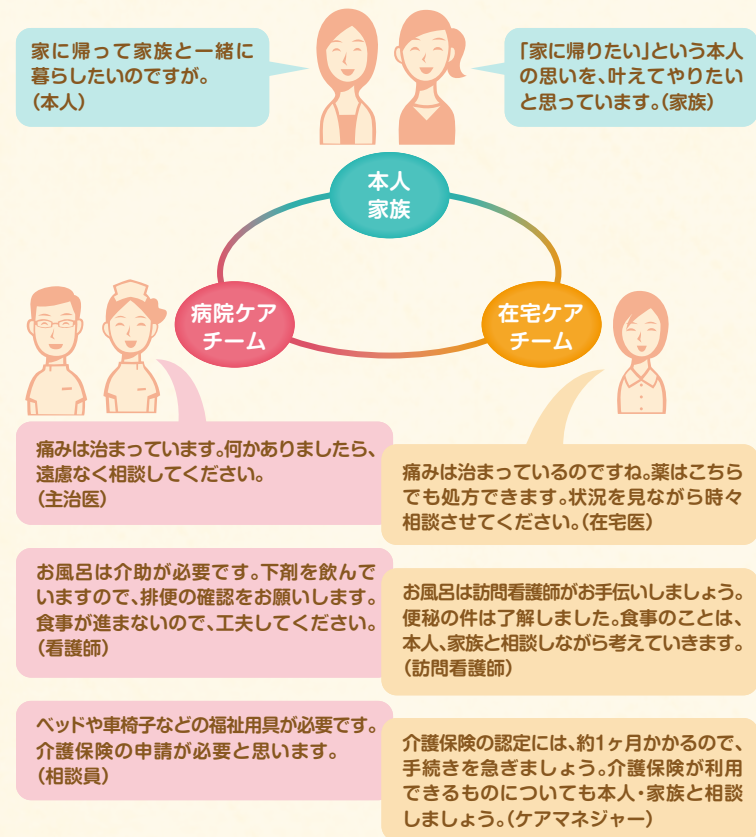 家に帰って家族と一緒に
暮らしたいのですが。
（本人）
「家に帰りたい」という本人
の思いを、叶えてやりたい
と思っています。（家族）
本人
家族
病院ケア
チーム
在宅ケア
チーム
痛みは治まっています。何かありましたら、
遠慮なく相談してください。
（主治医）
痛みは治まっているのですね。薬はこちら
でも処方できます。状況を見ながら時々
相談させてください。（在宅医）
お風呂は介助が必要です。下剤を飲んで
いますので、排便の確認をお願いします。
食事が進まないので、工夫してください。
（看護師）
お風呂は訪問看護師がお手伝いしましょう。
便秘の件は了解しました。食事のことは、
本人、家族と相談しながら考えていきます。
（訪問看護師）
ベッドや車椅子などの福祉用具が必要です。
介護保険の申請が必要と思います。
（相談員）
介護保険の認定には、約1ヶ月かかるので、
手続きを急ぎましょう。介護保険が利用
できるものについても本人・家族と相談
しましょう。（ケアマネジャー）